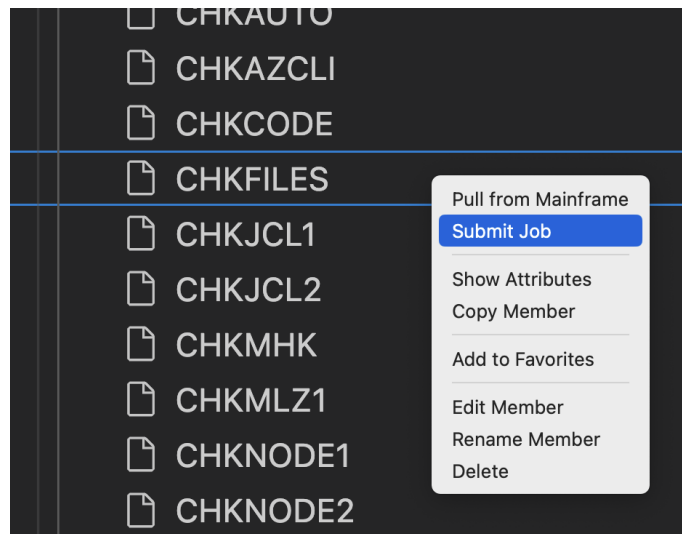 CHKAUTO
CHKAZCLI
CHKCODE
CHKFILES
CHKJCL1
CHKJCL2
CHKMHK
CHKMLZ1
CHKNODE1
CHKNODE2
Pull from Mainframe
Submit Job
Show Attributes
Copy Member
Add to Favorites
Edit Member
Rename Member
Delete